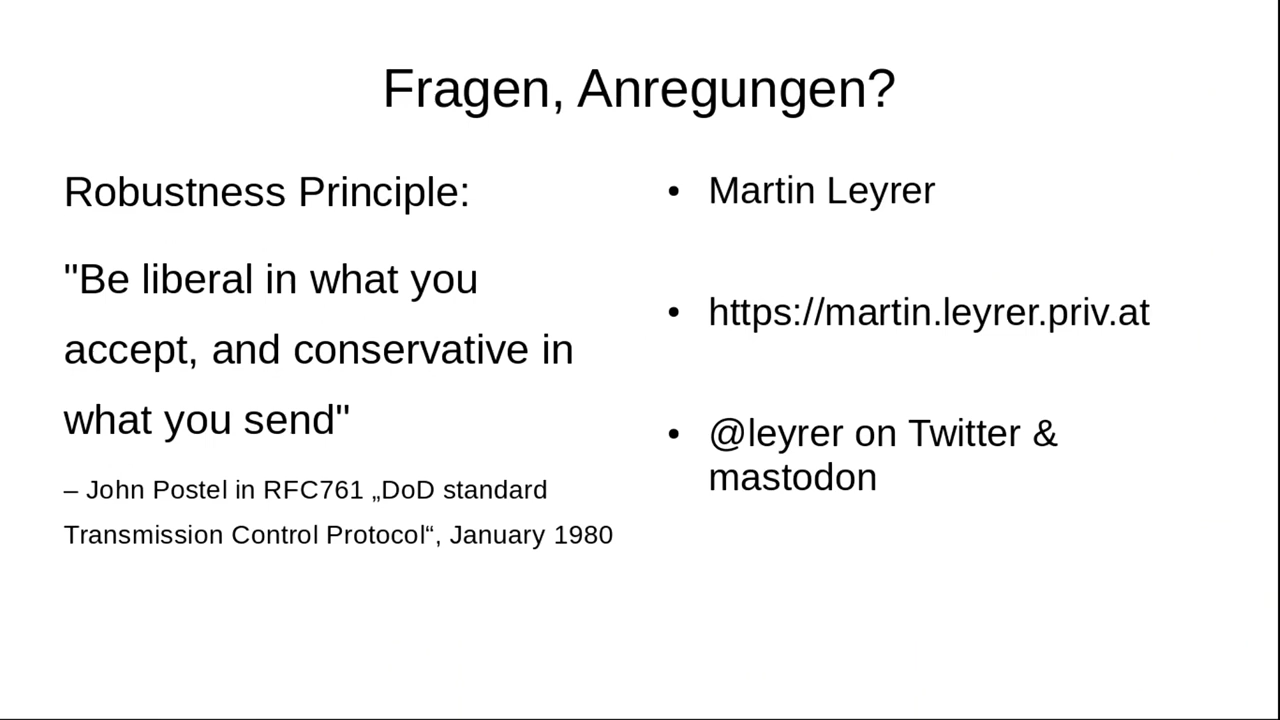 Fragen, Anregungen?
Robustness Principle:
"Be liberal in what you
accept, and conservative in
what you send"
– John Postel in RFC761 „DoD standard
Transmission Control Protocol“, January 1980
• Martin Leyrer
• https://martin.leyrer.priv.at
• @leyrer on Twitter &
mastodon